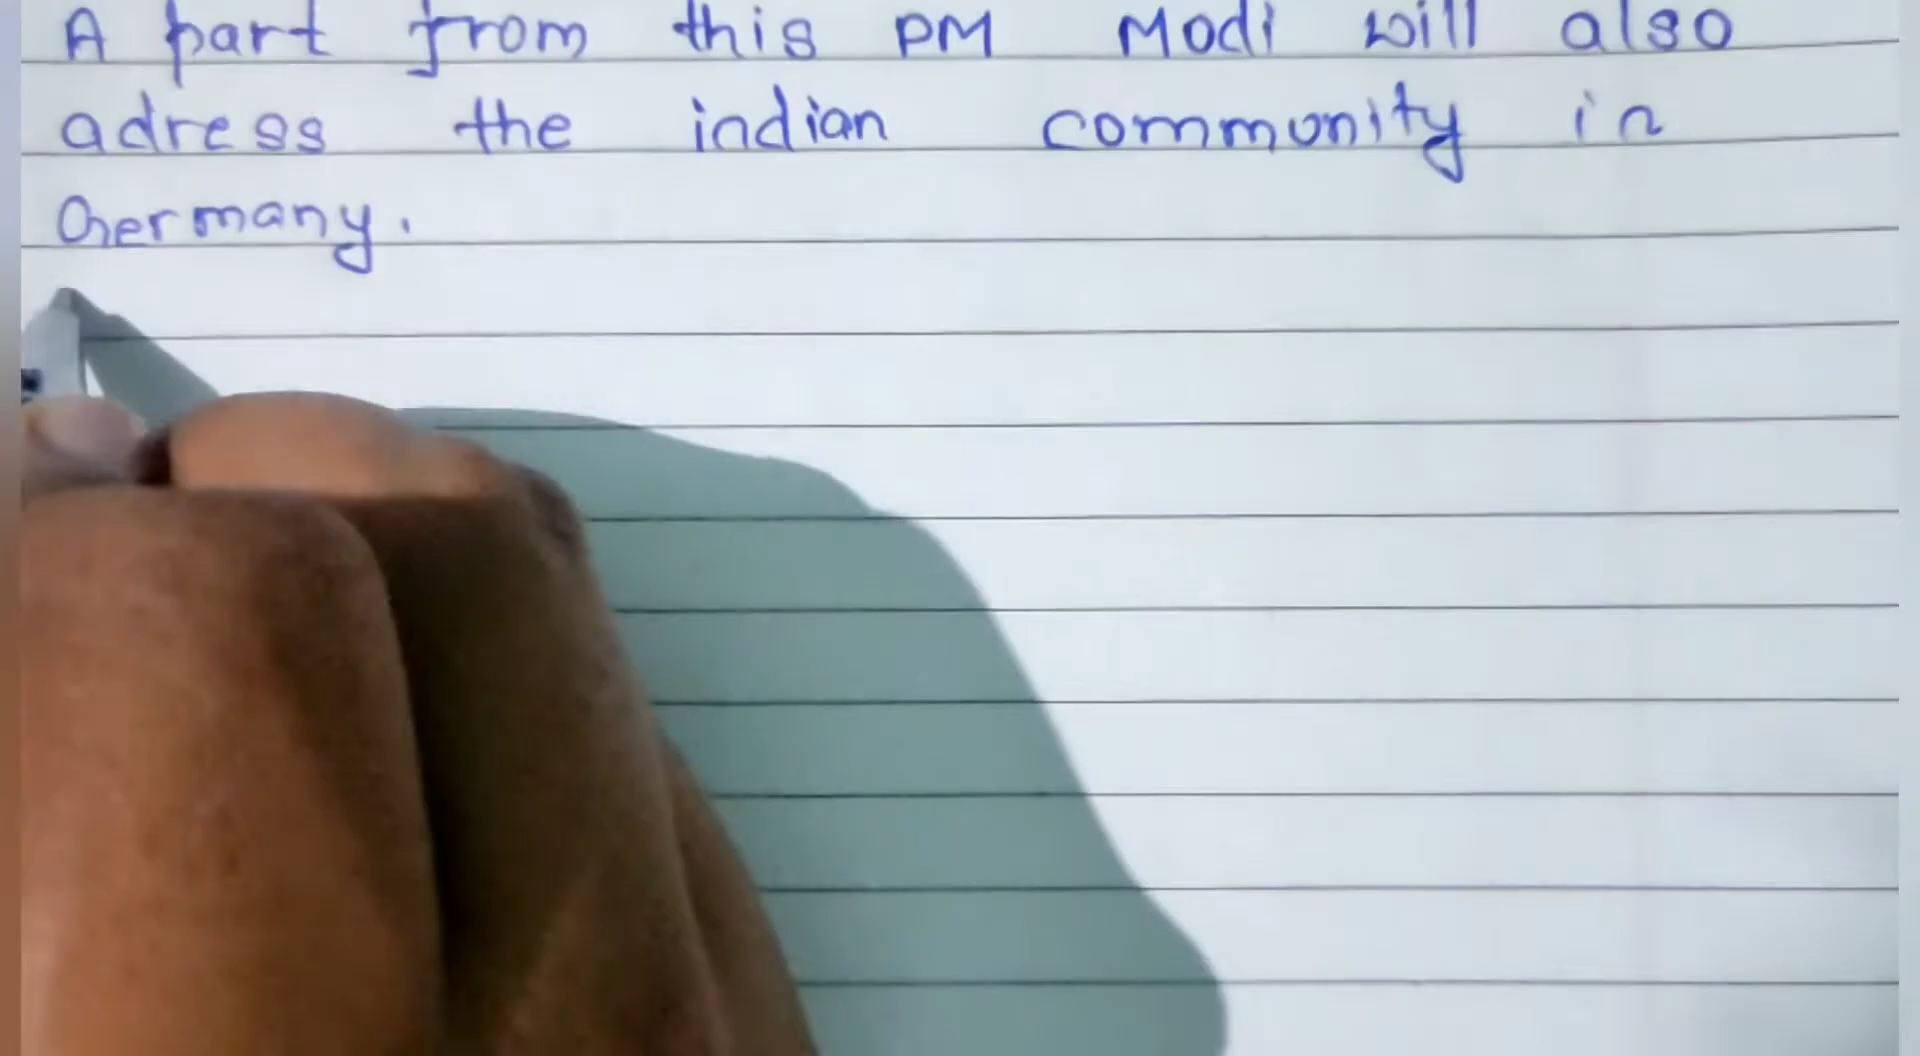 A part from this PM Modi will also
adress the indian community in
Germany.